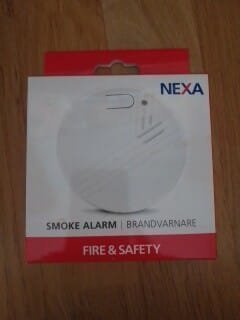 NEXA
SMOKE ALARM | BRANDVARNARE
FIRE & SAFETY